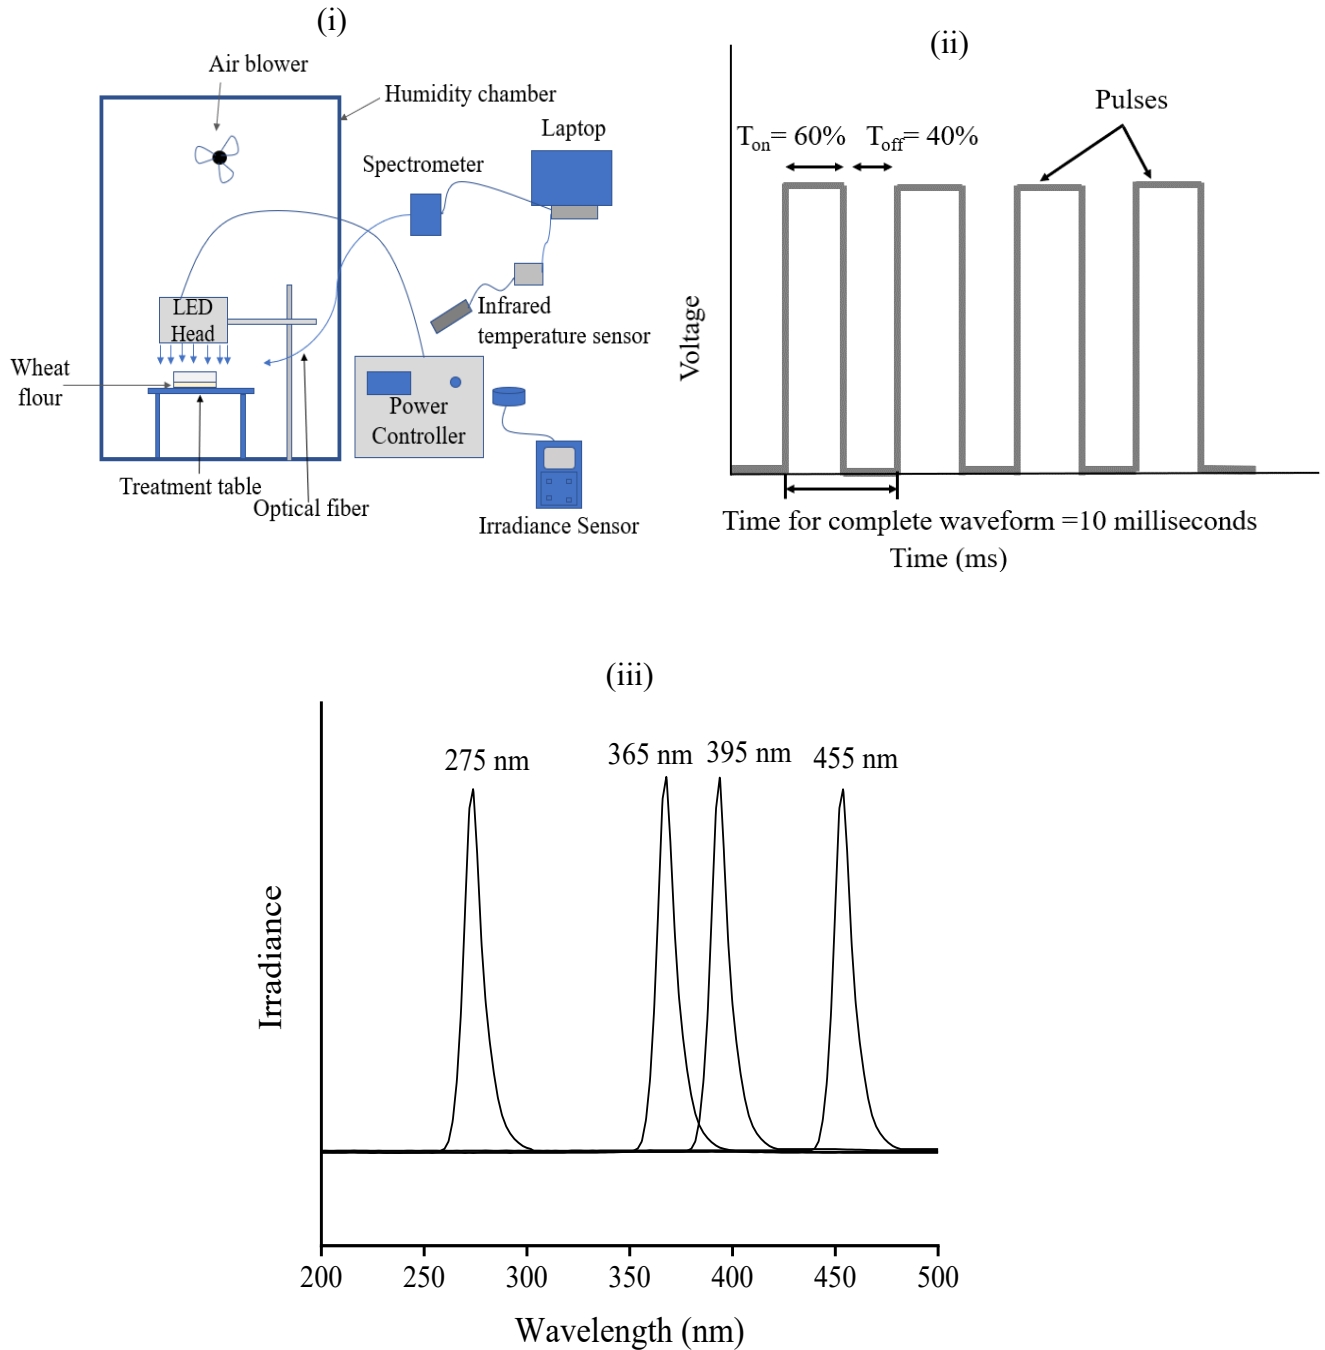 (i)
Air blower
Humidity chamber
Laptop
Spectrometer
LED
Head
Infrared
temperature sensor
Wheat
flour
Power
Controller
Treatment table
Optical fiber
Irradiance Sensor
(ii)
Pulses
Ton= 60%
Toff= 40%
Voltage
Time for complete waveform =10 milliseconds
Time (ms)
(iii)
275 nm
365 nm
395 nm
455 nm
Irradiance
200
250
300
350
400
450
500
Wavelength (nm)